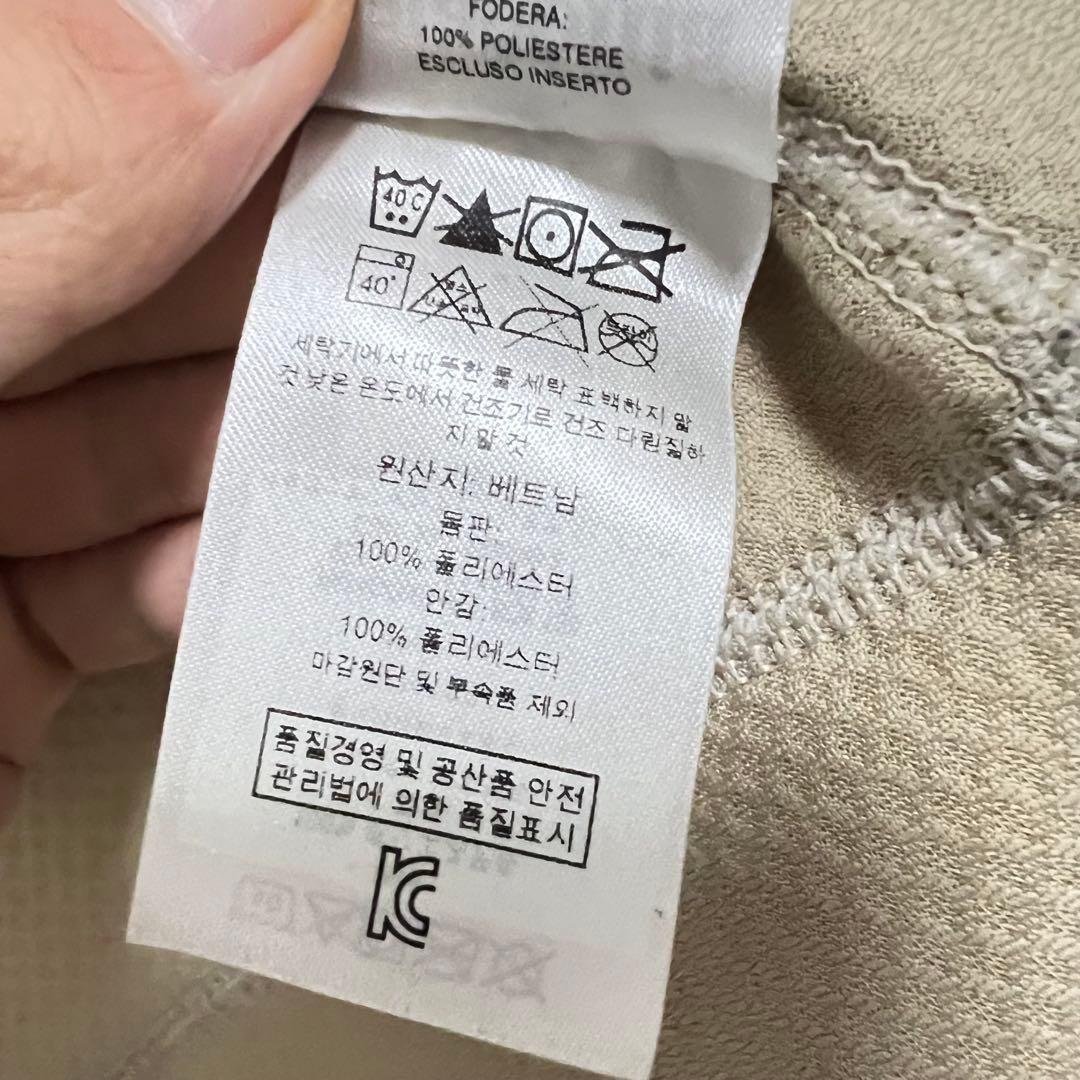 FODERA:
100% POLIESTERE
ESCLUSO INSERTO
40 C
40°
세탁기에서 따뜻한 물 세탁 표백하지 말
것 낮은 온도에서 건조기로 건조 다림질하
지 말 것
원산지: 베트남
몸판:
100% 폴리에스터
안감:
100% 폴리에스터
마감원단 및 부속품 제외
품질경영 및 공산품 안전
관리법에 의한 품질표시
KC